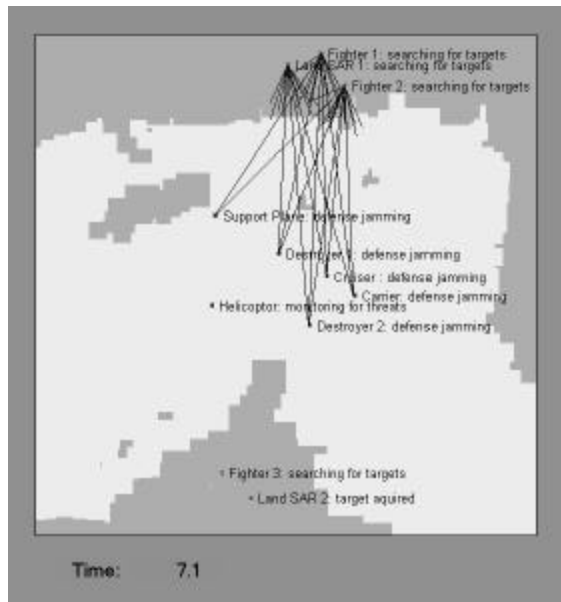 Fighter 1: searching for targets
Land SAR 1: searching for targets
Fighter 2: searching for targets
Support Plane: defense jamming
Destroyer 1: defense jamming
Cruiser : defense jamming
Carrier: defense jamming
Helicoptor: monitoring for threats
Destroyer 2: defense jamming
Fighter 3: searching for targets
Land SAR 2: target aquired
Time: 7.1